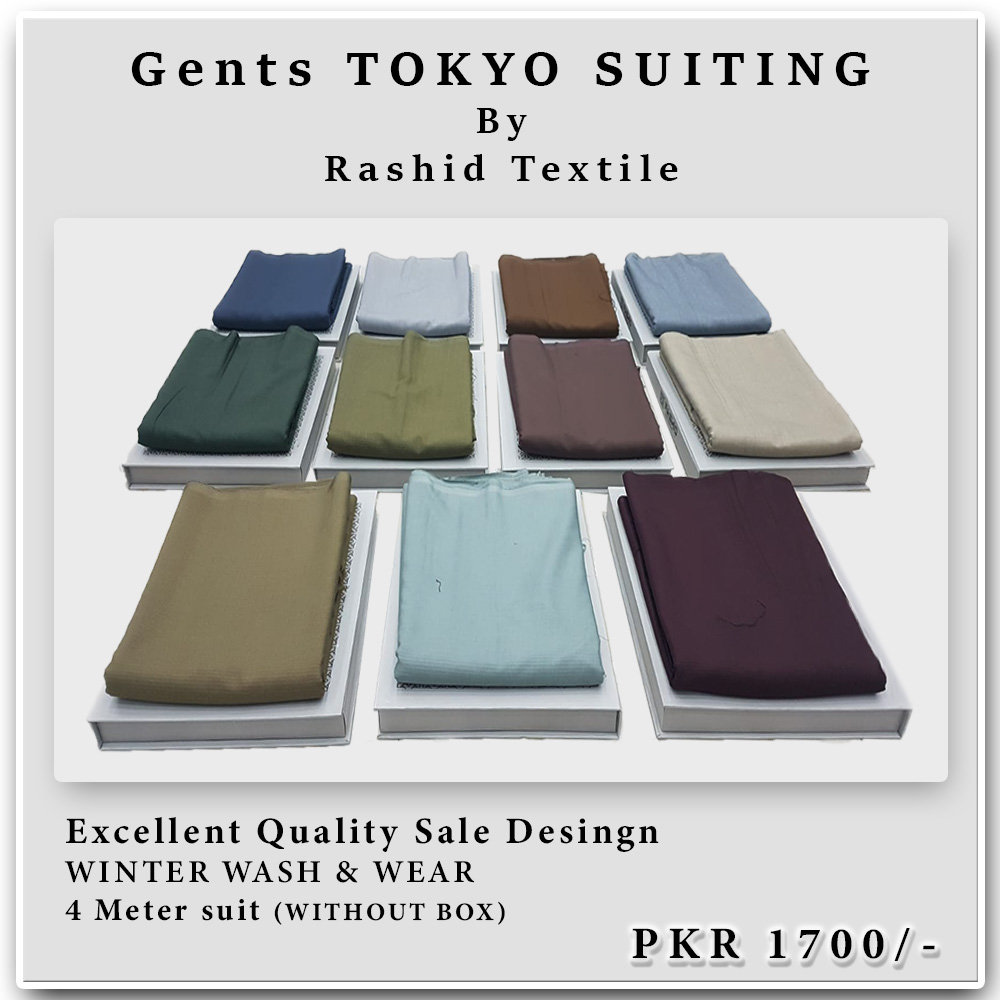 Gents TOKYO SUITING
By
Rashid Textile
Excellent Quality Sale Desingn
WINTER WASH & WEAR
4 Meter suit (WITHOUT BOX)
PKR 1700/-